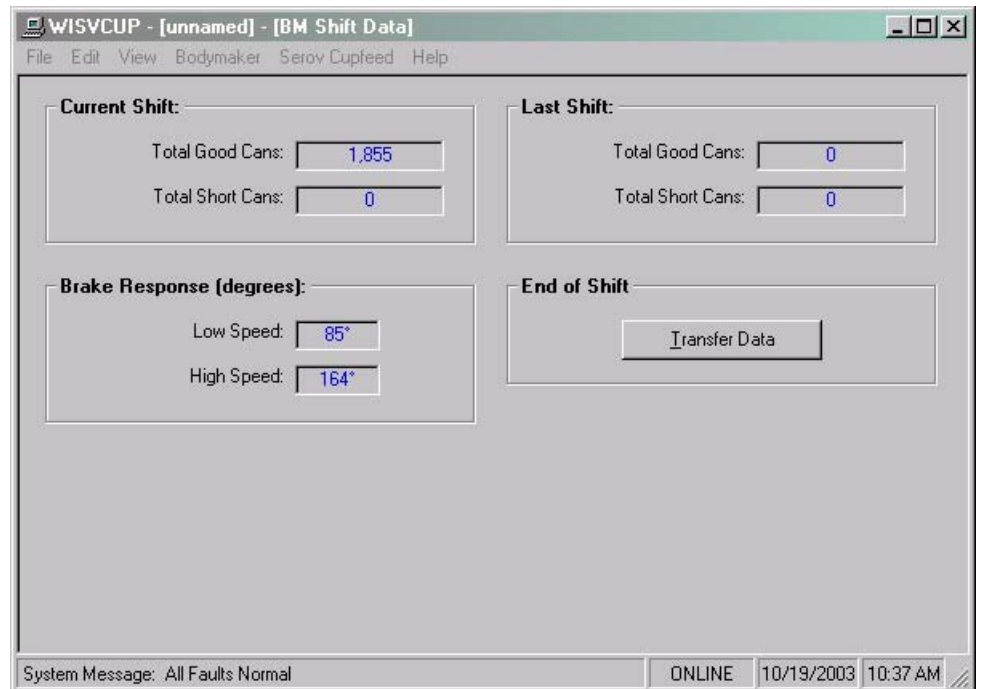 WISVCUP - [unnamed] - [BM Shift Data]
File Edit View Bodymaker Serov Cupfeed Help
Current Shift:
Total Good Cans: 1,855
Total Short Cans: 0
Last Shift:
Total Good Cans: 0
Total Short Cans: 0
Brake Response (degrees):
Low Speed: 85°
High Speed: 164°
End of Shift
Transfer Data
System Message: All Faults Normal ONLINE 10/19/2003 10:37 AM